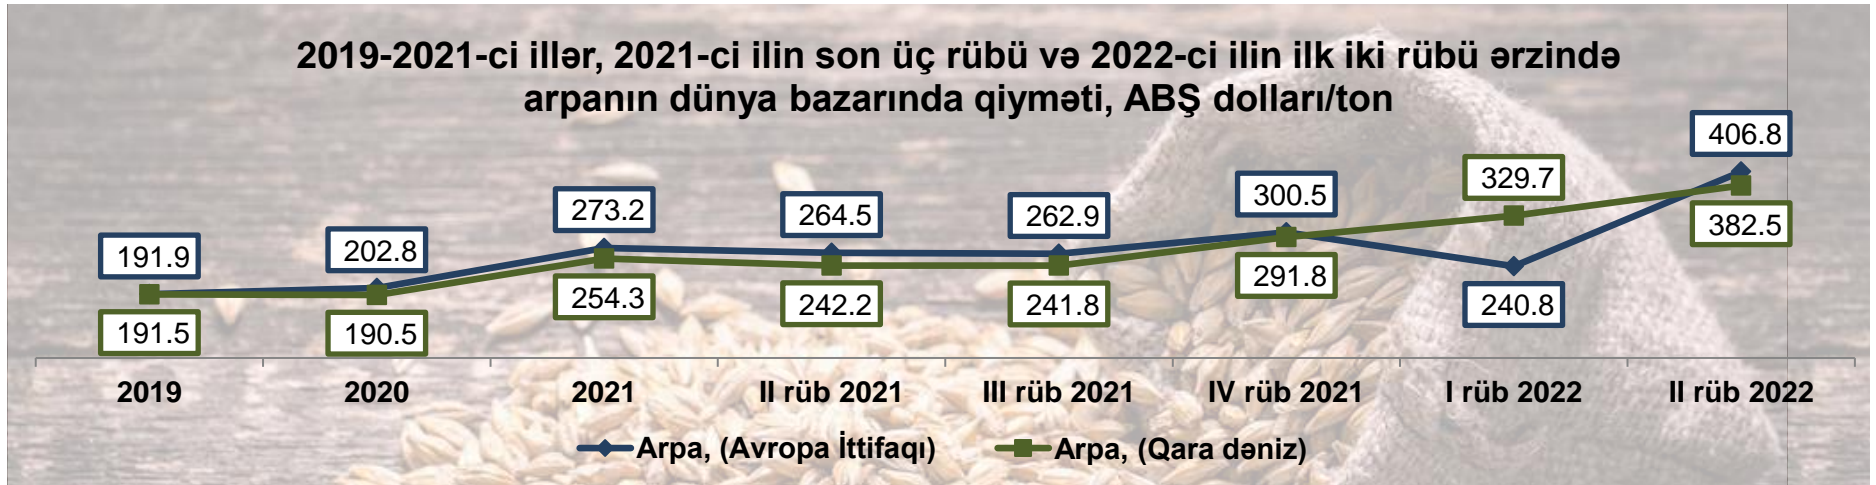 2019-2021-ci illər, 2021-ci ilin son üç rübü və 2022-ci ilin ilk iki rübü ərzində
arpanın dünya bazarında qiyməti, ABŞ dolları/ton
191.9
202.8
273.2
264.5
262.9
300.5
329.7
406.8
191.5
190.5
254.3
242.2
241.8
291.8
240.8
382.5
2019
2020
2021
II rüb 2021
III rüb 2021
IV rüb 2021
I rüb 2022
II rüb 2022
Arpa, (Avropa İttifaqı)
Arpa, (Qara dəniz)